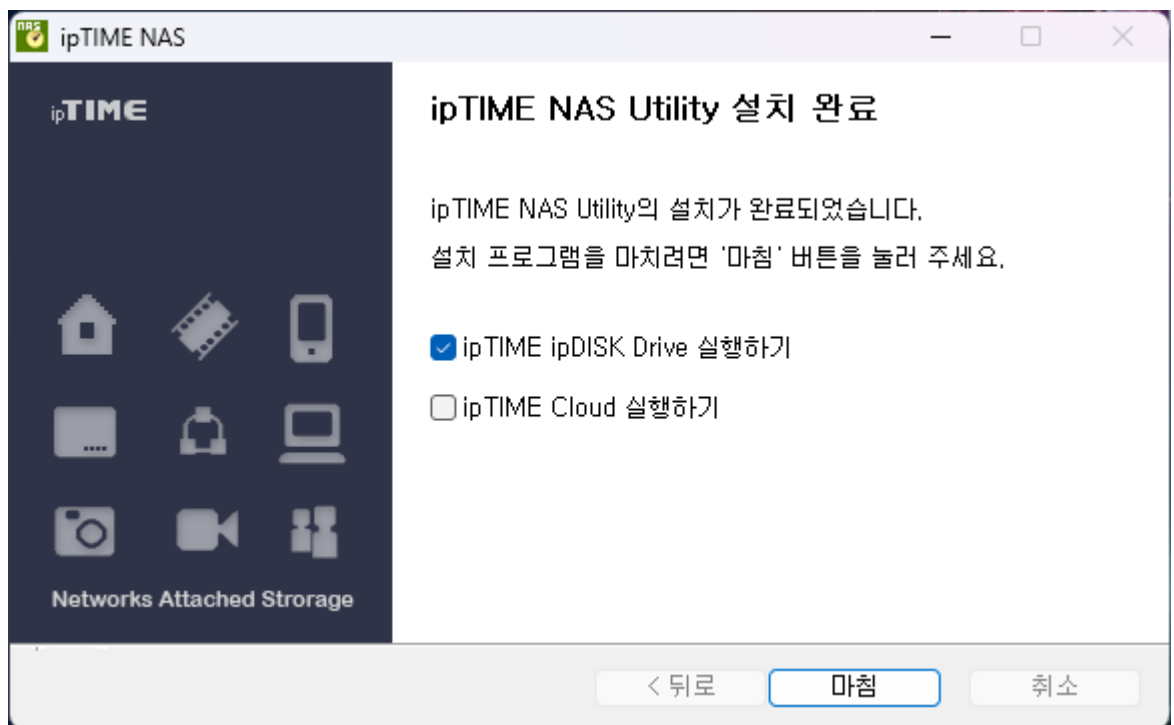 ipTIME NAS
ipTIME
ipTIME NAS Utility 설치 완료
ipTIME NAS Utility의 설치가 완료되었습니다.
설치 프로그램을 마치려면 '마침' 버튼을 눌러 주세요.
ipTIME ipDISK Drive 실행하기
ipTIME Cloud 실행하기
Networks Attached Strorage
< 뒤로
마침
취소